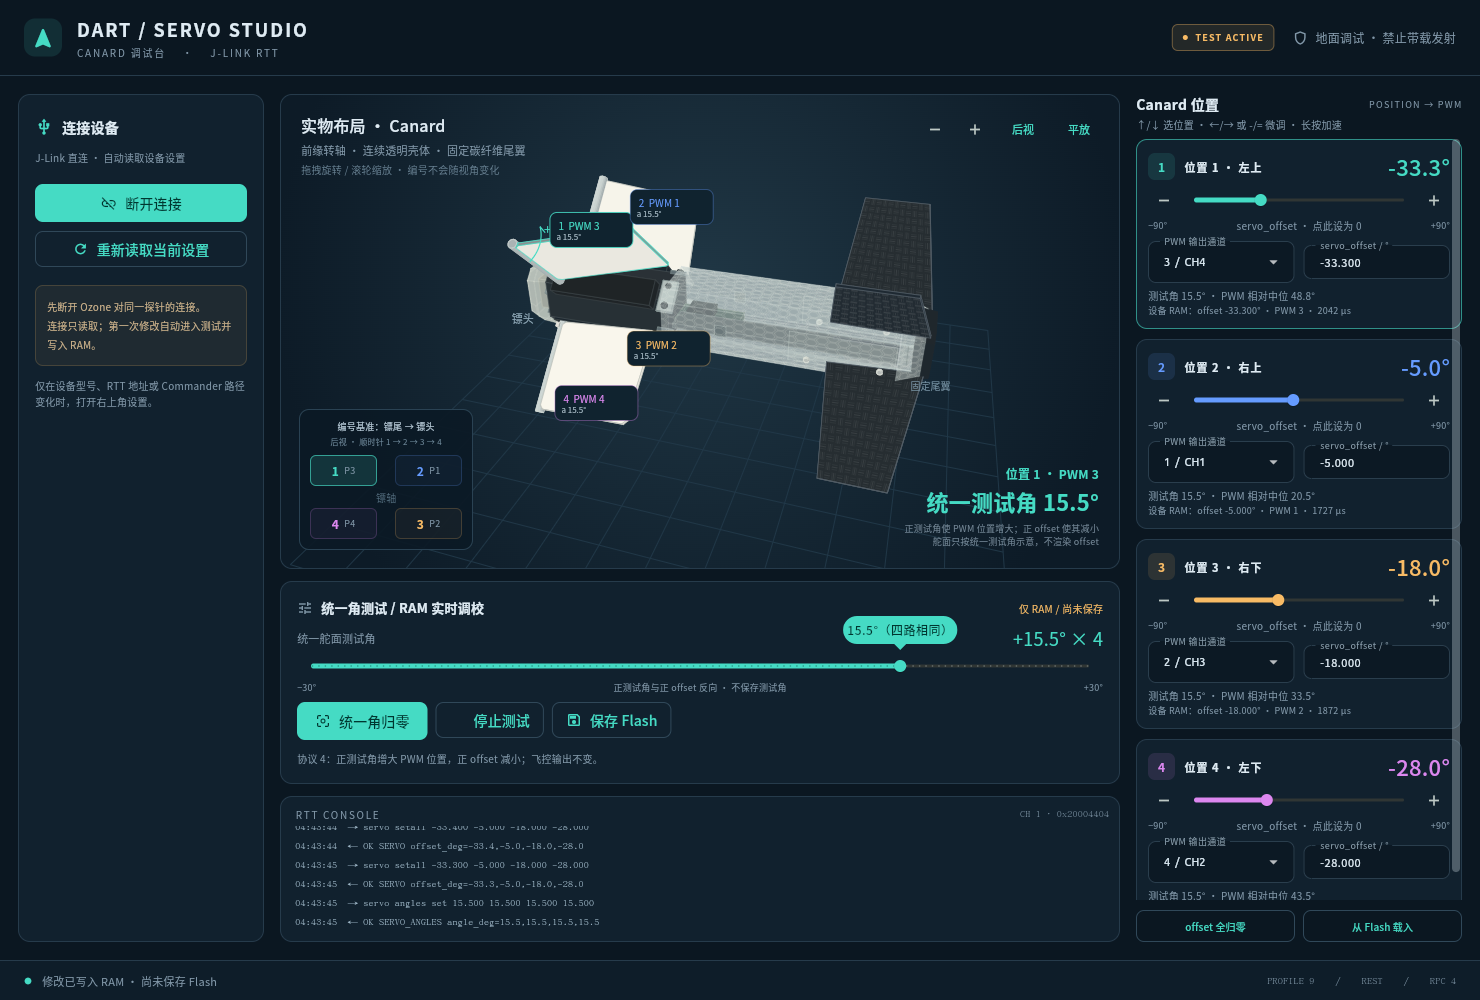 DART / SERVO STUDIO
CANARD 调试台 · J-LINK RTT
TEST ACTIVE
地面调试 · 禁止带载发射
连接设备
J-Link 直连 · 自动读取设备设置
断开连接
重新读取当前设置
先断开 Ozone 对同一探针的连接。
连接只读取；第一次修改自动进入测试并
写入 RAM。
仅在设备型号、RTT 地址或 Commander 路径
变化时，打开右上角设置。
实物布局 · Canard
前缘转轴 · 连续透明壳体 · 固定碳纤维尾翼
拖拽旋转 / 滚轮缩放 · 编号不会随视角变化
− + 后视 平放
2 PWM 1
a 15.5°
1 PWM 3
a 15.5°
镖头
3 PWM 2
a 15.5°
4 PWM 4
a 15.5°
固定尾翼
编号基准：镖尾 → 镖头
后视 · 顺时针 1 → 2 → 3 → 4
1 P3
2 P1
镖轴
4 P4
3 P2
位置 1 · PWM 3
统一测试角 15.5°
正测试角使 PWM 位置增大；正 offset 使其减小
舵面只按统一测试角示意，不渲染 offset
统一角测试 / RAM 实时调校
仅 RAM / 尚未保存
统一舵面测试角
15.5°（四路相同）
+15.5° × 4
−30°
正测试角与正 offset 反向 · 不保存测试角
+30°
统一角归零
停止测试
保存 Flash
协议 4：正测试角增大 PWM 位置，正 offset 减小；飞控输出不变。
RTT CONSOLE
CH 1 · 0x20004404
04:43:44 → servo setall -33.400 -5.000 -18.000 -28.000
04:43:44 ← OK SERVO offset_deg=-33.4,-5.0,-18.0,-28.0
04:43:45 → servo setall -33.300 -5.000 -18.000 -28.000
04:43:45 ← OK SERVO offset_deg=-33.3,-5.0,-18.0,-28.0
04:43:45 → servo angles set 15.500 15.500 15.500 15.500
04:43:45 ← OK SERVO_ANGLES angle_deg=15.5,15.5,15.5,15.5
Canard 位置
POSITION → PWM
↑/↓ 选位置 · ←/→ 或 -/= 微调 · 长按加速
1 位置 1 · 左上 -33.3°
− +
−90° servo_offset · 点此设为 0 +90°
PWM 输出通道
3 / CH4
servo_offset / °
-33.300
测试角 15.5° · PWM 相对中位 48.8°
设备 RAM：offset -33.300° · PWM 3 · 2042 μs
2 位置 2 · 右上 -5.0°
− +
−90° servo_offset · 点此设为 0 +90°
PWM 输出通道
1 / CH1
servo_offset / °
-5.000
测试角 15.5° · PWM 相对中位 20.5°
设备 RAM：offset -5.000° · PWM 1 · 1727 μs
3 位置 3 · 右下 -18.0°
− +
−90° servo_offset · 点此设为 0 +90°
PWM 输出通道
2 / CH3
servo_offset / °
-18.000
测试角 15.5° · PWM 相对中位 33.5°
设备 RAM：offset -18.000° · PWM 2 · 1872 μs
4 位置 4 · 左下 -28.0°
− +
−90° servo_offset · 点此设为 0 +90°
PWM 输出通道
4 / CH2
servo_offset / °
-28.000
测试角 15.5° · PWM 相对中位 43.5°
offset 全归零
从 Flash 载入
修改已写入 RAM · 尚未保存 Flash
PROFILE 9 / REST / RPC 4